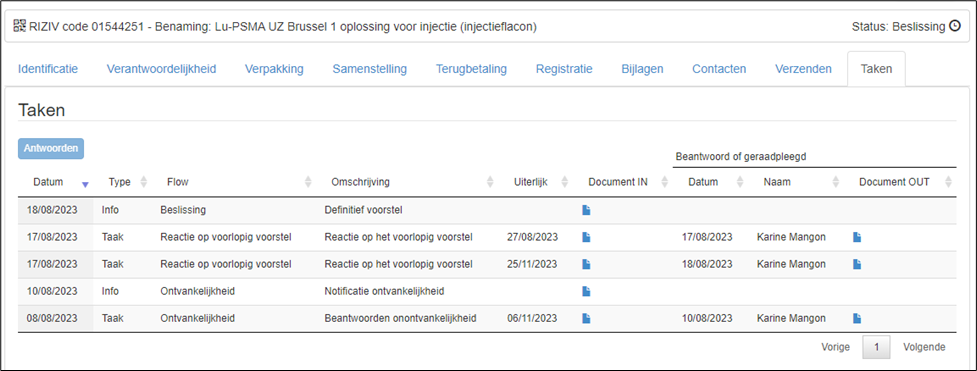 RIZIV code 01544251 - Benaming: Lu-PSMA UZ Brussel 1 oplossing voor injectie (injectieflacon) Status: Beslissing
Identificatie Verantwoordelijkheid Verpakking Samenstelling Terugbetaling Registratie Bijlagen Contacten Verzenden Taken
Taken
Antwoorden
Beantwoord of geraadpleegd
Datum Type Flow Omschrijving Uiterlijk Document IN Datum Naam Document OUT
18/08/2023 Info Beslissing Definitief voorstel
17/08/2023 Taak Reactie op voorlopig voorstel Reactie op het voorlopig voorstel 27/08/2023 17/08/2023 Karine Mangon
17/08/2023 Taak Reactie op voorlopig voorstel Reactie op het voorlopig voorstel 25/11/2023 18/08/2023 Karine Mangon
10/08/2023 Info Ontvankelijkheid Notificatie ontvankelijkheid
08/08/2023 Taak Ontvankelijkheid Beantwoorden onontvankelijkheid 06/11/2023 10/08/2023 Karine Mangon
Vorige 1 Volgende